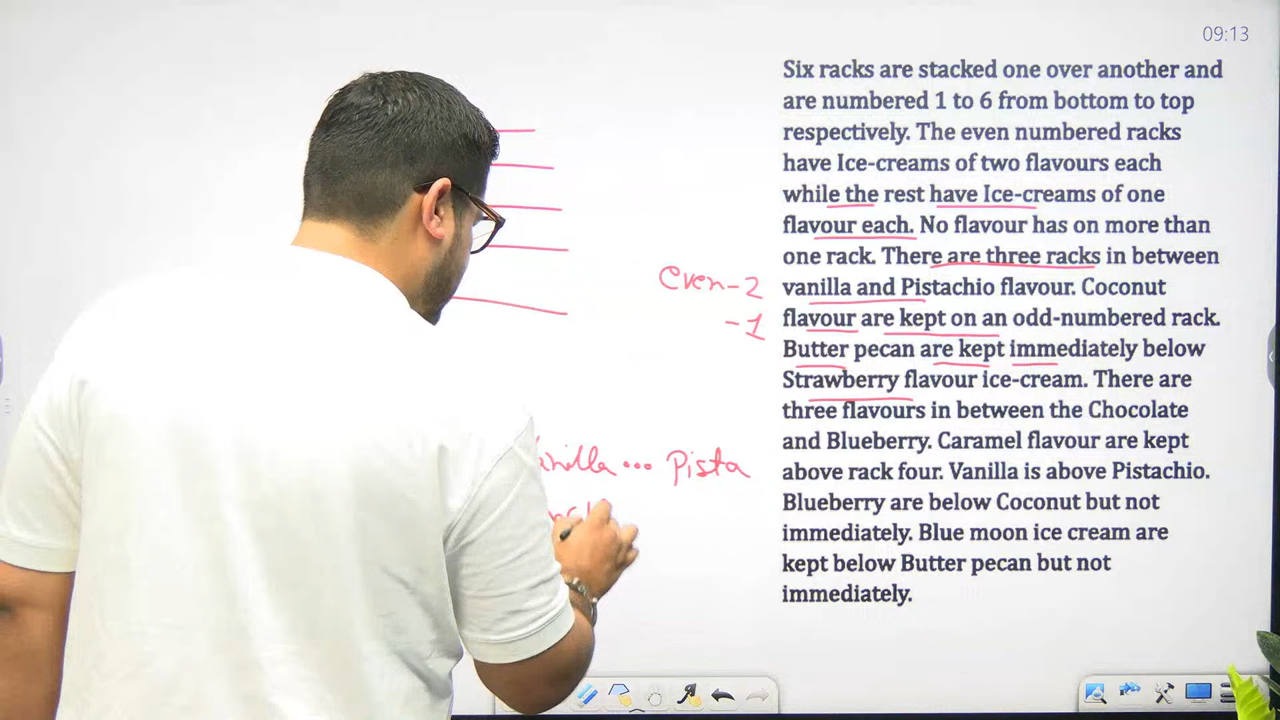 09:13
Six racks are stacked one over another and
are numbered 1 to 6 from bottom to top
respectively. The even numbered racks
have Ice-creams of two flavours each
while the rest have Ice-creams of one
flavour each. No flavour has on more than
one rack. There are three racks in between
vanilla and Pistachio flavour. Coconut
flavour are kept on an odd-numbered rack.
Butter pecan are kept immediately below
Strawberry flavour ice-cream. There are
three flavours in between the Chocolate
and Blueberry. Caramel flavour are kept
above rack four. Vanilla is above Pistachio.
Blueberry are below Coconut but not
immediately. Blue moon ice cream are
kept below Butter pecan but not
immediately.
even-2
-1
... Pista